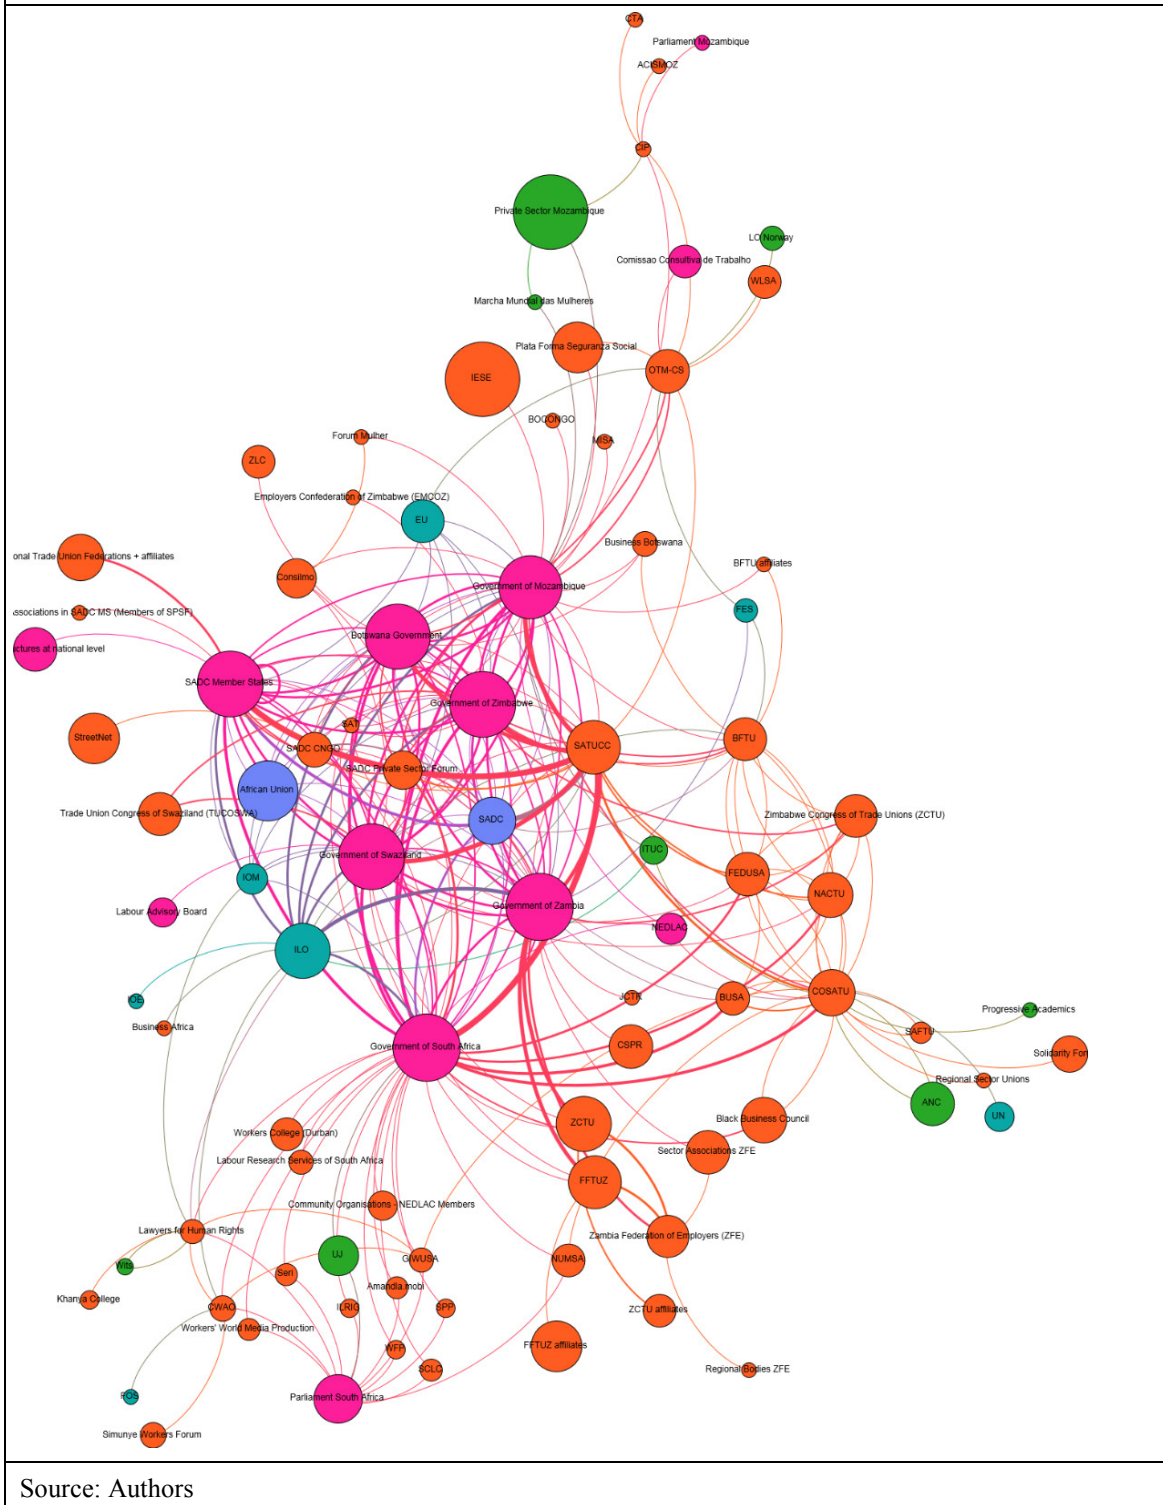 CTA
Parliament Mozambique
ACISMOZ
CIP
Private Sector Mozambique
LO Norway
Comissao Consultiva de Trabalho
WLSA
Marcha Mundial das Mulheres
Plata Forma Seguranza Social
OTM-CS
IESE
BOCONGO
Forum Mulher
MISA
ZLC
Employers Confederation of Zimbabwe (EMCOZ)
EU
Business Botswana
onal Trade Union Federations + affiliates
BFTU affiliates
Consilmo
Government of Mozambique
ssociations in SADC MS (Members of SPSF)
FES
Botswana Government
ctures at national level
SADC Member States
Government of Zimbabwe
SAT
StreetNet
SADC CNGO
SATUCC
BFTU
SADC Private Sector Forum
African Union
Trade Union Congress of Swaziland (TUCOSWA)
Zimbabwe Congress of Trade Unions (ZCTU)
SADC
ITUC
Government of Swaziland
FEDUSA
IOM
NACTU
Labour Advisory Board
Government of Zambia
NEDLAC
ILO
COSATU
IOE
JCTR
BUSA
Progressive Academics
Business Africa
SAFTU
Government of South Africa
CSPR
Solidarity For
Regional Sector Unions
ANC
UN
ZCTU
Black Business Council
Workers College (Durban)
Sector Associations ZFE
Labour Research Services of South Africa
FFTUZ
Community Organisations - NEDLAC Members
Lawyers for Human Rights
Zambia Federation of Employers (ZFE)
UJ
GIWUSA
NUMSA
Wits
Seri
Amandla.mobi
Khanya College
CWAO
ILRIG
SPP
ZCTU affiliates
Workers' World Media Production
WFP
FFTUZ affiliates
SCLC
Regional Bodies ZFE
FOS
Parliament South Africa
Simunye Workers Forum
Source: Authors